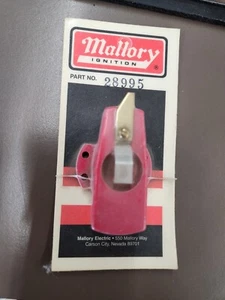 Mallory
IGNITION
®
PART NO. 28995
Mallory Electric • 550 Mallory Way
Carson City, Nevada 89701